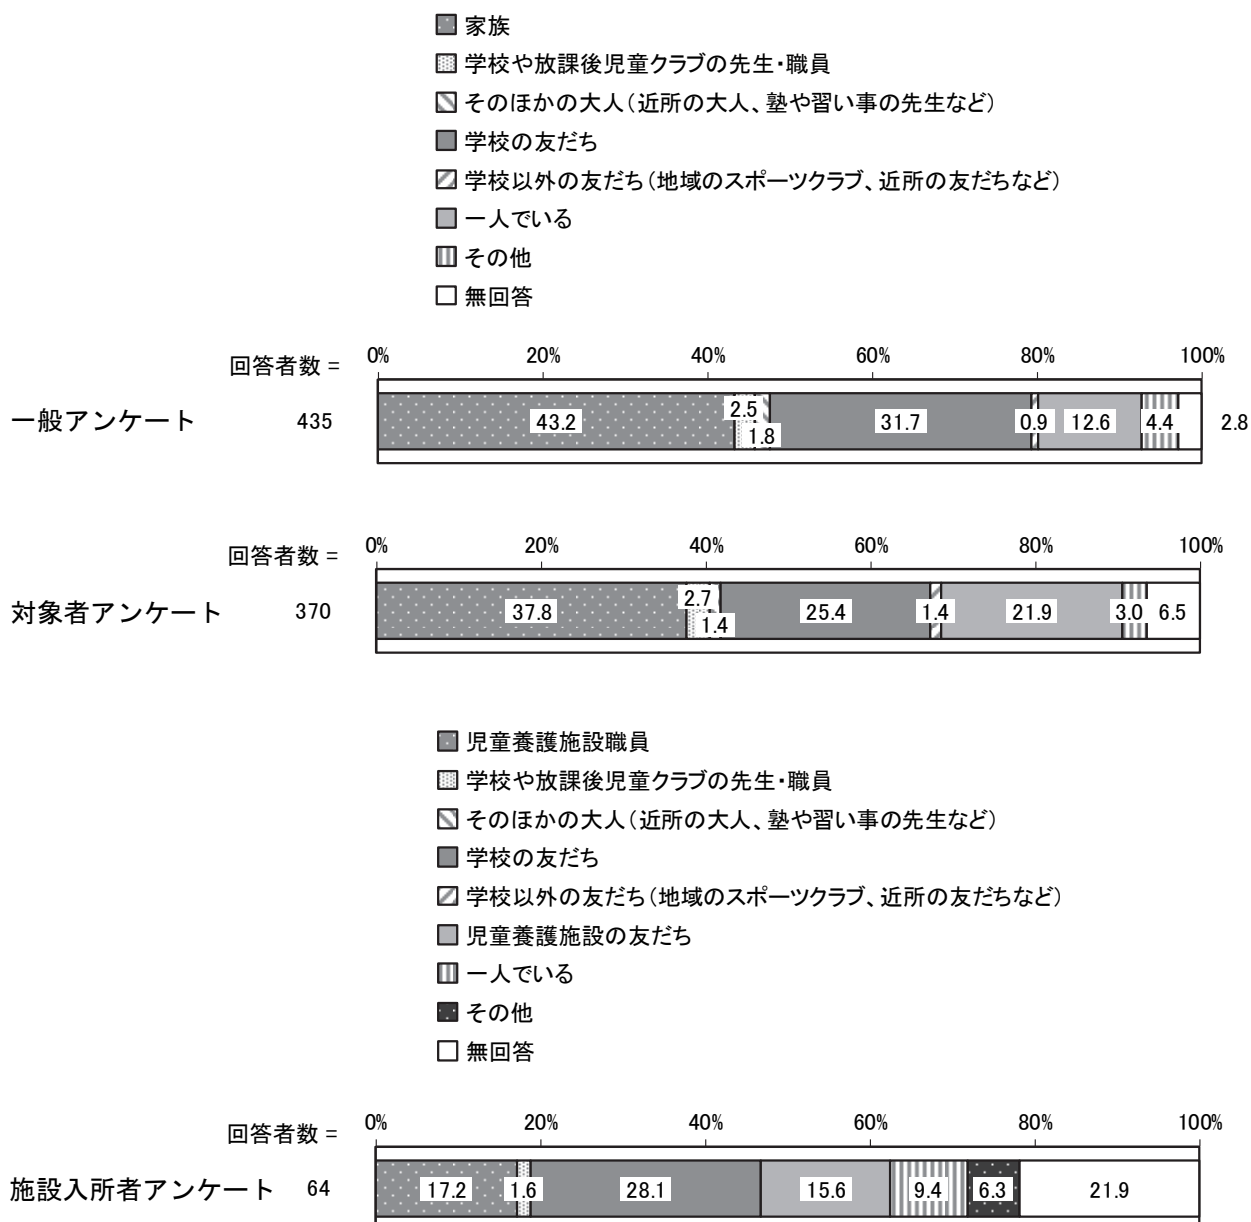 家族
学校や放課後児童クラブの先生・職員
そのほかの大人（近所の大人、塾や習い事の先生など）
学校の友だち
学校以外の友だち（地域のスポーツクラブ、近所の友だちなど）
一人でいる
その他
無回答
回答者数 = 0% 20% 40% 60% 80% 100%
一般アンケート 435 43.2 2.5 1.8 31.7 0.9 12.6 4.4 2.8
回答者数 = 0% 20% 40% 60% 80% 100%
対象者アンケート 370 37.8 2.7 1.4 25.4 1.4 21.9 3.0 6.5
児童養護施設職員
学校や放課後児童クラブの先生・職員
そのほかの大人（近所の大人、塾や習い事の先生など）
学校の友だち
学校以外の友だち（地域のスポーツクラブ、近所の友だちなど）
児童養護施設の友だち
一人でいる
その他
無回答
回答者数 = 0% 20% 40% 60% 80% 100%
施設入所者アンケート 64 17.2 1.6 28.1 15.6 9.4 6.3 21.9